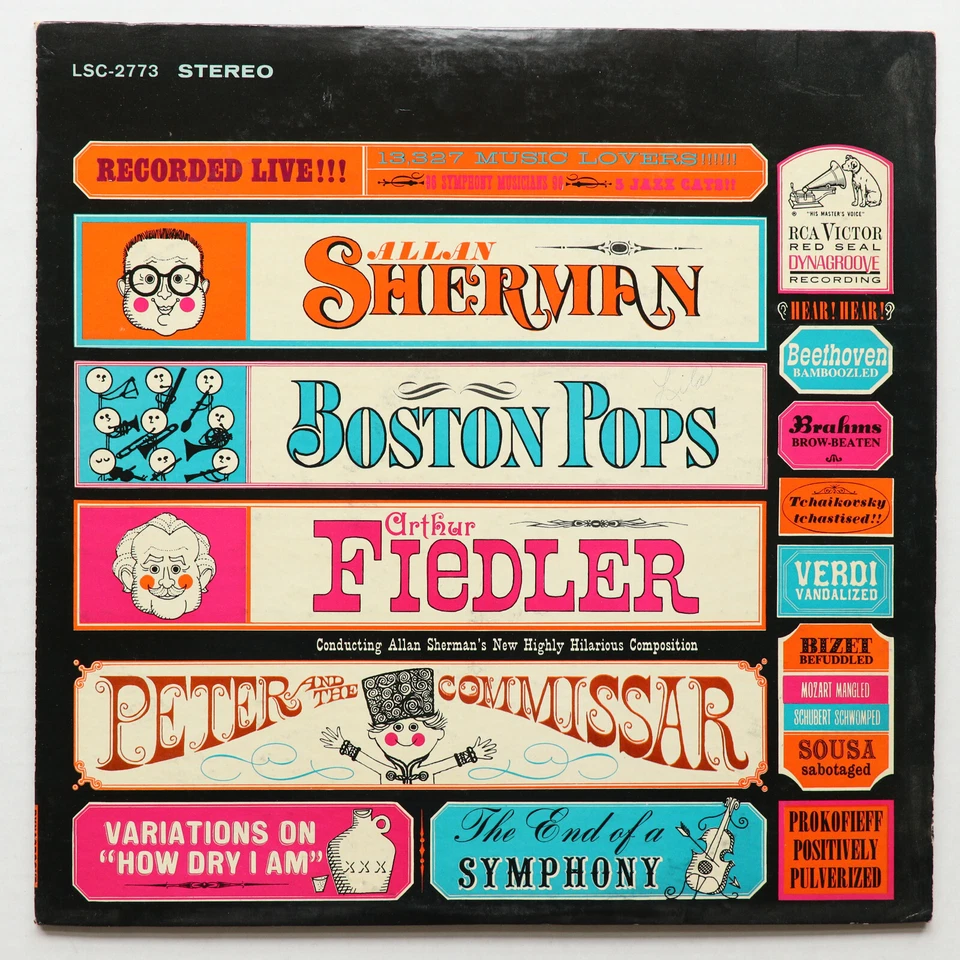 LSC-2773 STEREO
RECORDED LIVE!!!
13,327 MUSIC LOVERS!!!!!!
SYMPHONY MUSICIANS
5 JAZZ CATS!!
ALLAN
SHERMAN
BOSTON POPS
Arthur
FIEDLER
Conducting Allan Sherman's New Highly Hilarious Composition
PETER AND THE COMMISSAR
VARIATIONS ON
"HOW DRY I AM"
XXX
The End of a
SYMPHONY
®
"HIS MASTER'S VOICE"
RCA VICTOR
RED SEAL
DYNAGROOVE
RECORDING
HEAR! HEAR!
Beethoven
BAMBOOZLED
Brahms
BROW-BEATEN
Tchaikovsky
tchastised!!
VERDI
VANDALIZED
BIZET
BEFUDDLED
MOZART MANGLED
SCHUBERT SCHWOMPED
SOUSA
sabotaged
PROKOFIEFF
POSITIVELY
PULVERIZED